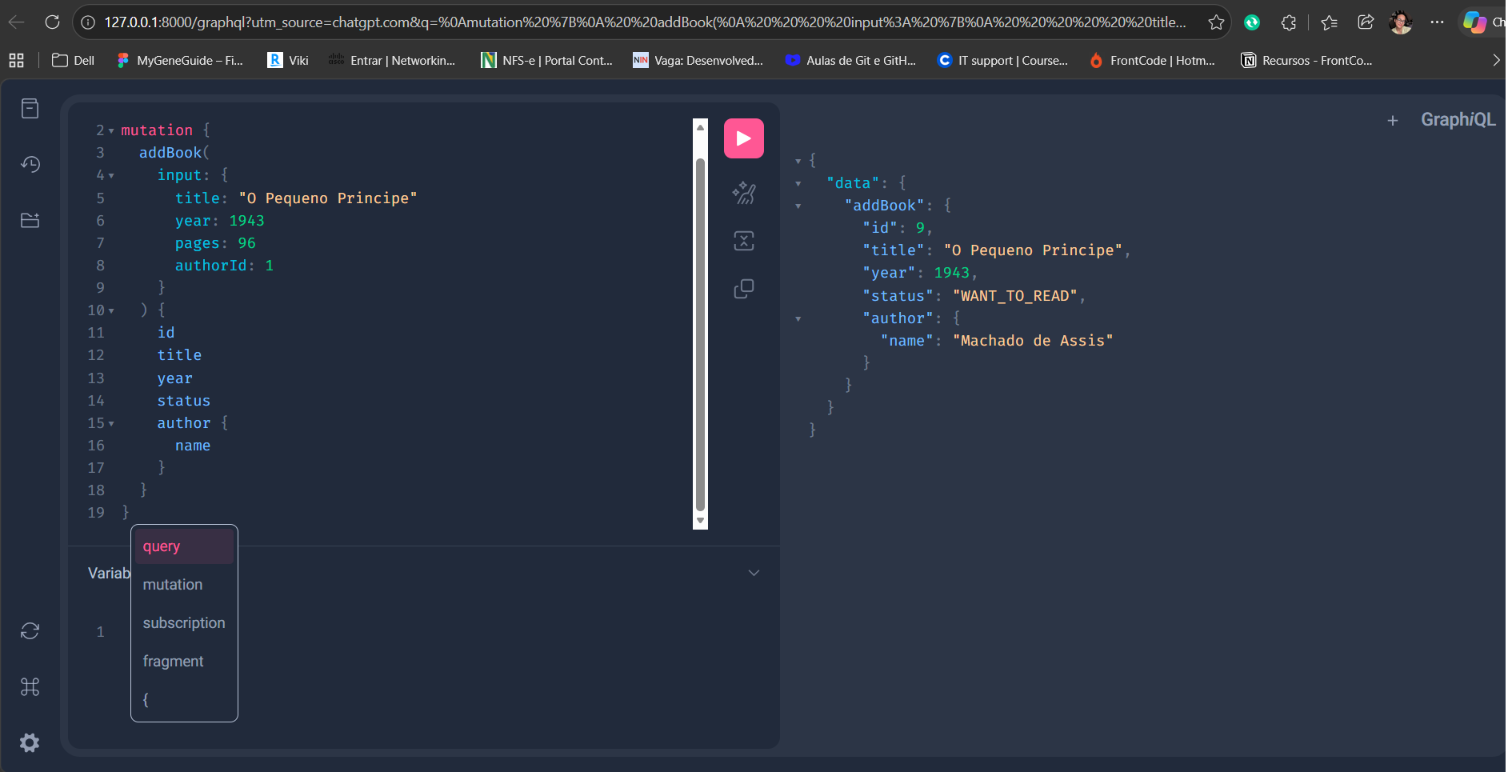 127.0.0.1:8000/graphql?utm_source=chatgpt.com&q=%0Amutation%20%7B%0A%20%20addBook(%0A%20%20%20%20input%3A%20%7B%0A%20%20%20%20%20%20title...
Ch
Dell
MyGeneGuide – Fi...
R Viki
Entrar | Networkin...
NFS-e | Portal Cont...
NIN Vaga: Desenvolved...
Aulas de Git e GitH...
C IT support | Course...
FrontCode | Hotm...
Recursos - FrontCo...
2 mutation {
3 addBook(
4 input: {
5 title: "O Pequeno Principe"
6 year: 1943
7 pages: 96
8 authorId: 1
9 }
10 ) {
11 id
12 title
13 year
14 status
15 author {
16 name
17 }
18 }
19 }
query
mutation
subscription
fragment
{
Variab
1
+ GraphiQL
{
"data": {
"addBook": {
"id": 9,
"title": "O Pequeno Principe",
"year": 1943,
"status": "WANT_TO_READ",
"author": {
"name": "Machado de Assis"
}
}
}
}